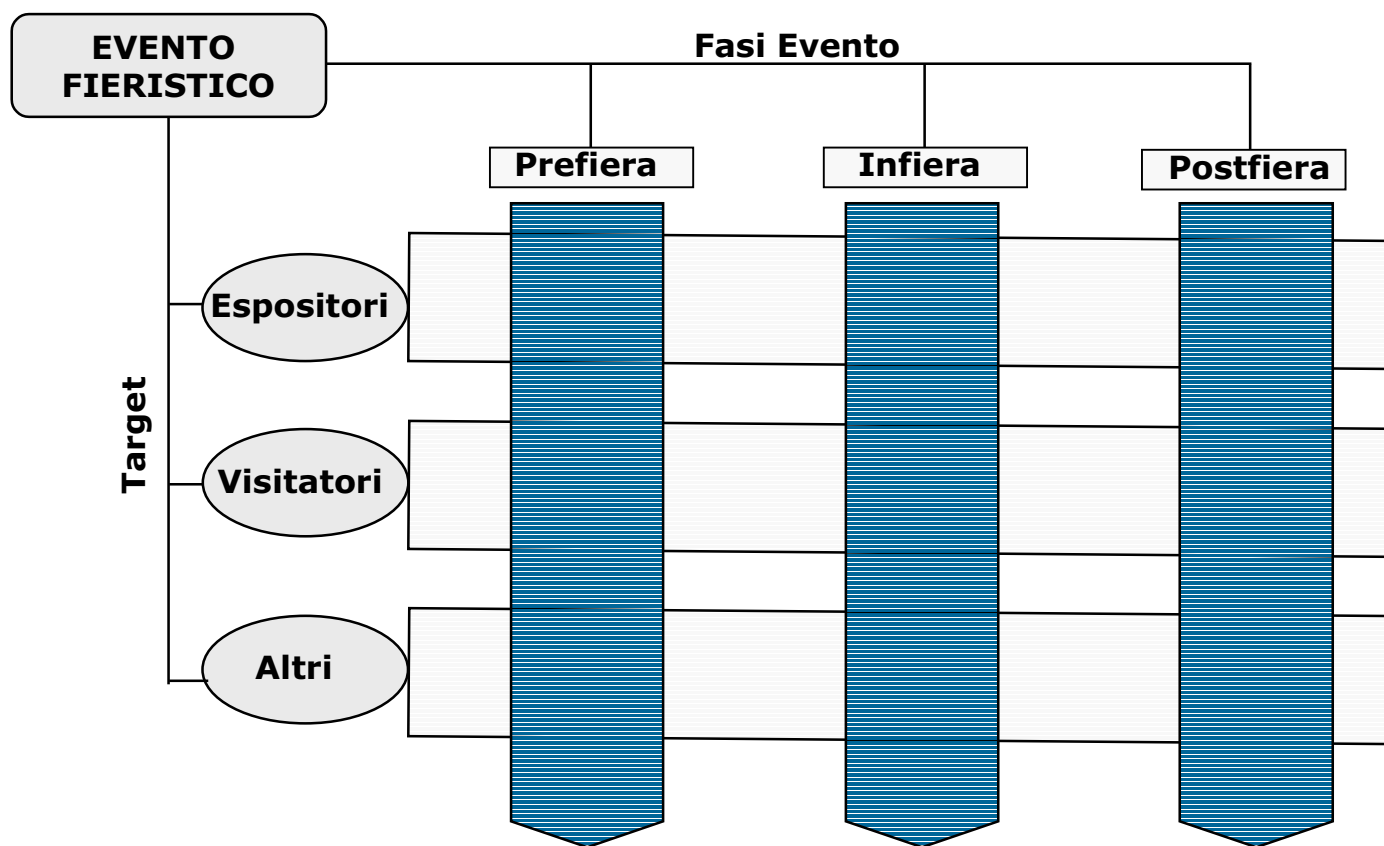 EVENTO
FIERISTICO
Fasi Evento
Prefiera
Infiera
Postfiera
Target
Espositori
Visitatori
Altri